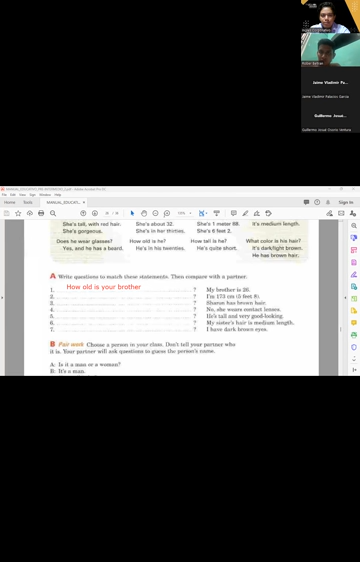 Jaime Vladimir Pa...
Jaime Vladimir Palacios Garcia
Guillermo Josue...
Guillermo Josue Osorio Ventura
Home Tools
She's tall, with red hair.
She's gorgeous.
She's about 32.
She's in her thirties.
She's 1 meter 88.
She's 6 feet 2.
It's medium length.
Does he wear glasses?
Yes, and he has a beard.
How old is he?
He's in his twenties.
How tall is he?
He's quite short.
What color is his hair?
It's dark/light brown.
He has brown hair.
A Write questions to match these statements. Then compare with a partner.
1. How old is your brother ? My brother is 26.
2. ? I'm 173 cm (5 feet 8).
3. ? Sharon has brown hair.
4. ? No, she wears contact lenses.
5. ? He's tall and very good-looking.
6. ? My sister's hair is medium length.
7. ? I have dark brown eyes.
B Pair work Choose a person in your class. Don't tell your partner who
it is. Your partner will ask questions to guess the person's name.
A: Is it a man or a woman?
B: It's a man.